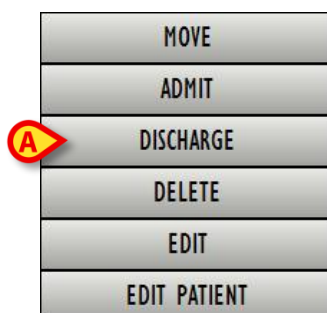 MOVE
ADMIT
A DISCHARGE
DELETE
EDIT
EDIT PATIENT